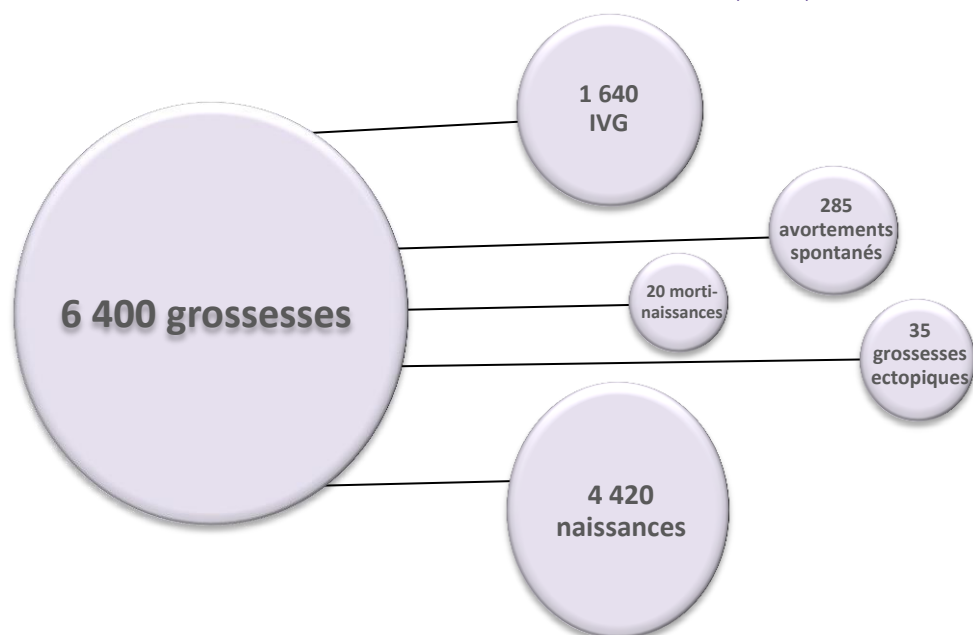 1 640
IVG
285
avortements
spontanés
6 400 grossesses
20 morti-
naissances
35
grossesses
ectopiques
4 420
naissances